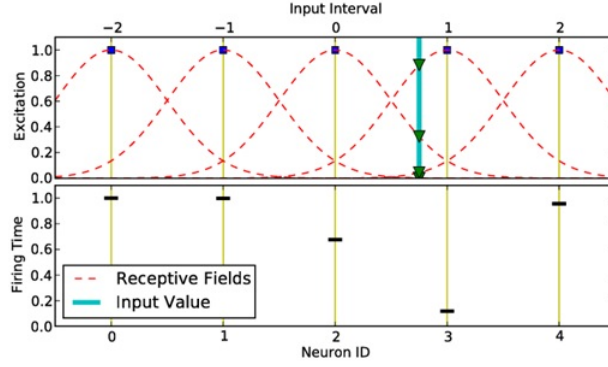 Input Interval
−2 −1 0 1 2
Excitation
1.0
0.8
0.6
0.4
0.2
0.0
Firing Time
1.0
0.8
0.6
0.4
0.2
0.0
Receptive Fields
Input Value
0 1 2 3 4
Neuron ID